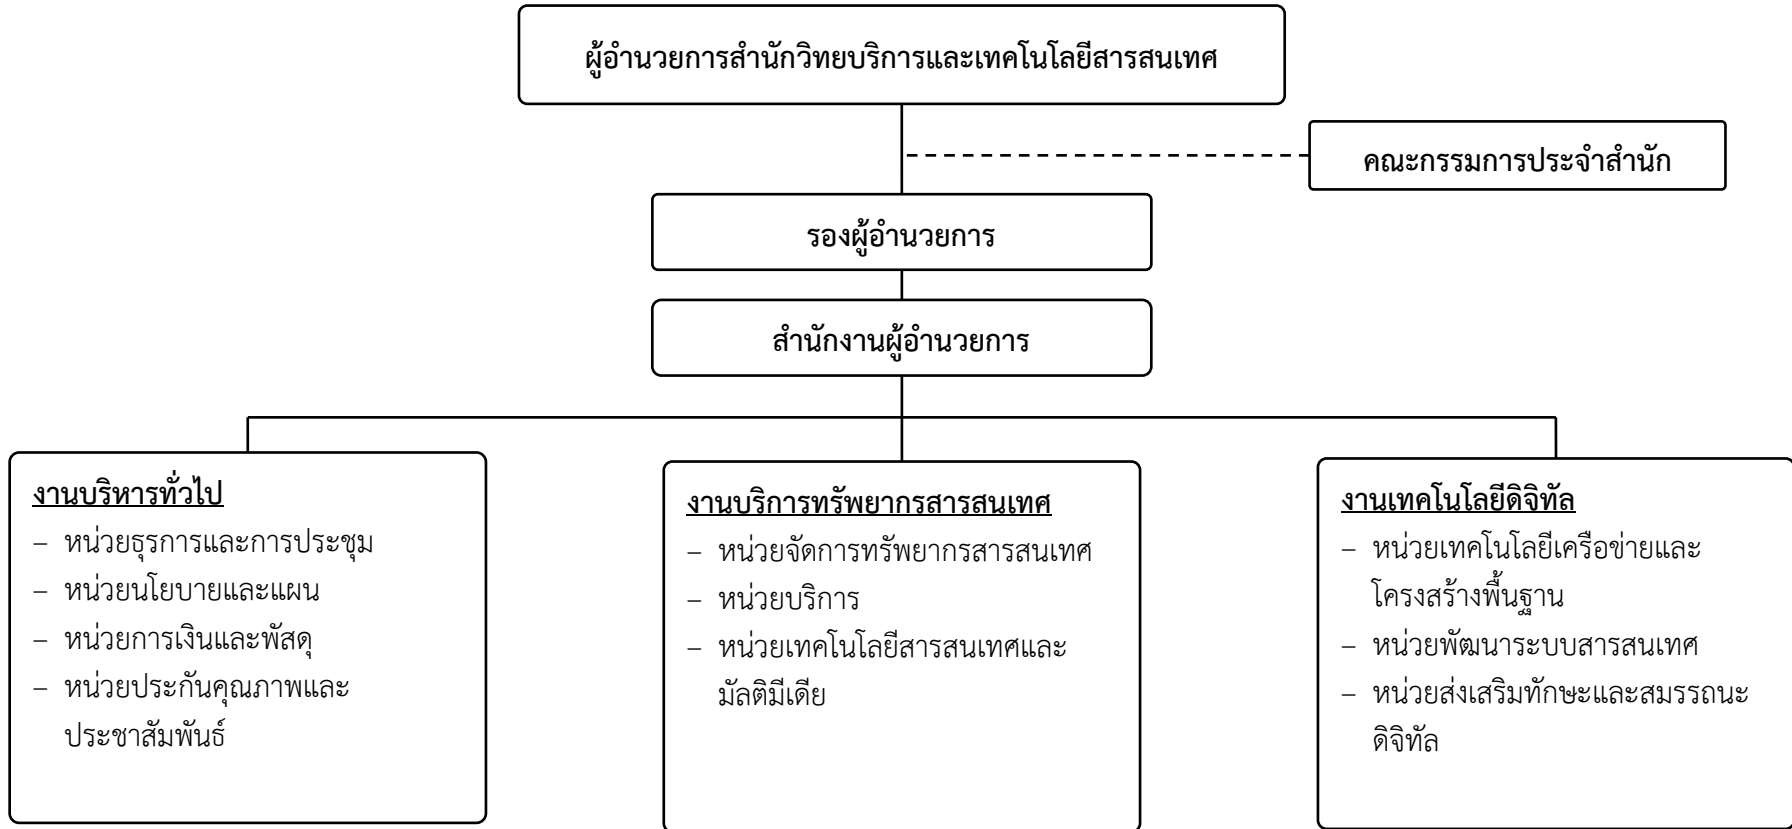 ผู้อำนวยการสำนักวิทยบริการและเทคโนโลยีสารสนเทศ
คณะกรรมการประจำสำนัก
รองผู้อำนวยการ
สำนักงานผู้อำนวยการ
งานบริหารทั่วไป
– หน่วยธุรการและการประชุม
– หน่วยนโยบายและแผน
– หน่วยการเงินและพัสดุ
– หน่วยประกันคุณภาพและ
ประชาสัมพันธ์
งานบริการทรัพยากรสารสนเทศ
– หน่วยจัดการทรัพยากรสารสนเทศ
– หน่วยบริการ
– หน่วยเทคโนโลยีสารสนเทศและ
มัลติมีเดีย
งานเทคโนโลยีดิจิทัล
– หน่วยเทคโนโลยีเครือข่ายและ
โครงสร้างพื้นฐาน
– หน่วยพัฒนาระบบสารสนเทศ
– หน่วยส่งเสริมทักษะและสมรรถนะ
ดิจิทัล